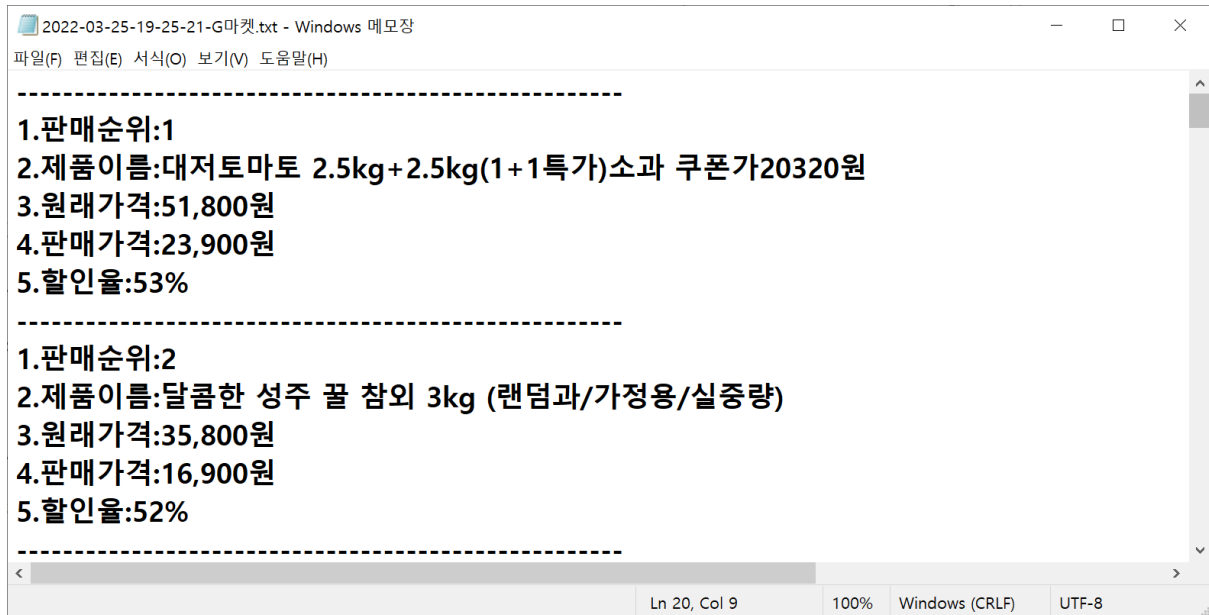 2022-03-25-19-25-21-G마켓.txt - Windows 메모장
파일(F) 편집(E) 서식(O) 보기(V) 도움말(H)
-----------------------------------------------------
1.판매순위:1
2.제품이름:대저토마토 2.5kg+2.5kg(1+1특가)소과 쿠폰가20320원
3.원래가격:51,800원
4.판매가격:23,900원
5.할인율:53%
-----------------------------------------------------
1.판매순위:2
2.제품이름:달콤한 성주 꿀 참외 3kg (랜덤과/가정용/실중량)
3.원래가격:35,800원
4.판매가격:16,900원
5.할인율:52%
-----------------------------------------------------
Ln 20, Col 9 100% Windows (CRLF) UTF-8